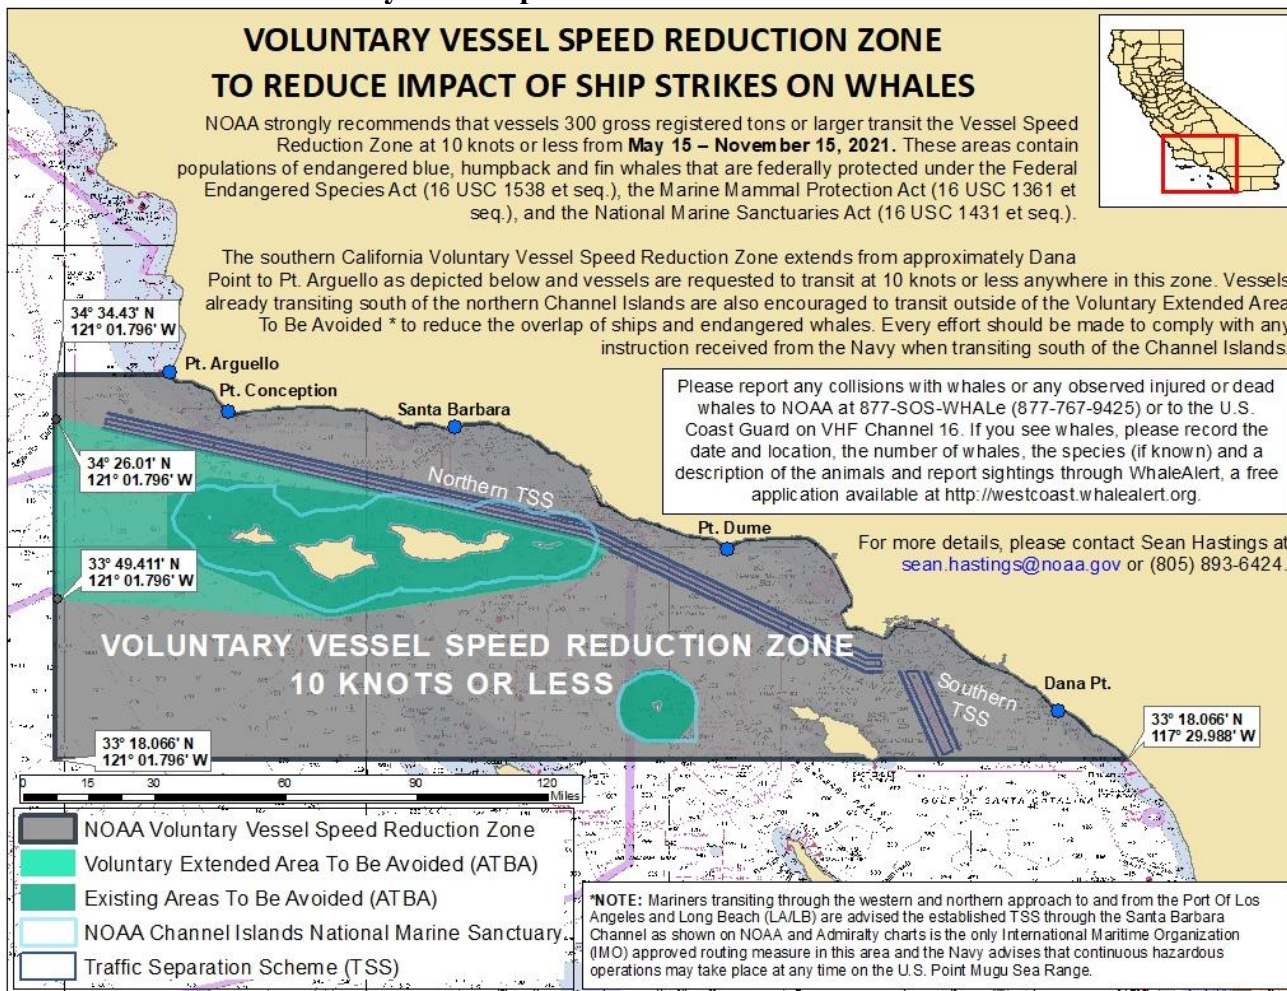 VOLUNTARY VESSEL SPEED REDUCTION ZONE
TO REDUCE IMPACT OF SHIP STRIKES ON WHALES
NOAA strongly recommends that vessels 300 gross registered tons or larger transit the Vessel Speed
Reduction Zone at 10 knots or less from May 15 – November 15, 2021. These areas contain
populations of endangered blue, humpback and fin whales that are federally protected under the Federal
Endangered Species Act (16 USC 1538 et seq.), the Marine Mammal Protection Act (16 USC 1361 et
seq.), and the National Marine Sanctuaries Act (16 USC 1431 et seq.).
The southern California Voluntary Vessel Speed Reduction Zone extends from approximately Dana
Point to Pt. Arguello as depicted below and vessels are requested to transit at 10 knots or less anywhere in this zone. Vessels
already transiting south of the northern Channel Islands are also encouraged to transit outside of the Voluntary Extended Area
To Be Avoided * to reduce the overlap of ships and endangered whales. Every effort should be made to comply with any
instruction received from the Navy when transiting south of the Channel Islands.
34° 34.43' N
121° 01.796' W
Pt. Arguello
Pt. Conception
Santa Barbara
Please report any collisions with whales or any observed injured or dead
whales to NOAA at 877-SOS-WHALe (877-767-9425) or to the U.S.
Coast Guard on VHF Channel 16. If you see whales, please record the
date and location, the number of whales, the species (if known) and a
description of the animals and report sightings through WhaleAlert, a free
application available at http://westcoast.whalealert.org.
34° 26.01' N
121° 01.796' W
Northern TSS
Pt. Dume
For more details, please contact Sean Hastings at
sean.hastings@noaa.gov or (805) 893-6424.
33° 49.411' N
121° 01.796' W
VOLUNTARY VESSEL SPEED REDUCTION ZONE
10 KNOTS OR LESS
Southern
TSS
Dana Pt.
33° 18.066' N
117° 29.988' W
33° 18.066' N
121° 01.796' W
0 15 30 60 90 120
Miles
GULF OF SANTA CATALINA
NOAA Voluntary Vessel Speed Reduction Zone
Voluntary Extended Area To Be Avoided (ATBA)
Existing Areas To Be Avoided (ATBA)
NOAA Channel Islands National Marine Sanctuary
Traffic Separation Scheme (TSS)
*NOTE: Mariners transiting through the western and northern approach to and from the Port Of Los
Angeles and Long Beach (LA/LB) are advised the established TSS through the Santa Barbara
Channel as shown on NOAA and Admiralty charts is the only International Maritime Organization
(IMO) approved routing measure in this area and the Navy advises that continuous hazardous
operations may take place at any time on the U.S. Point Mugu Sea Range.